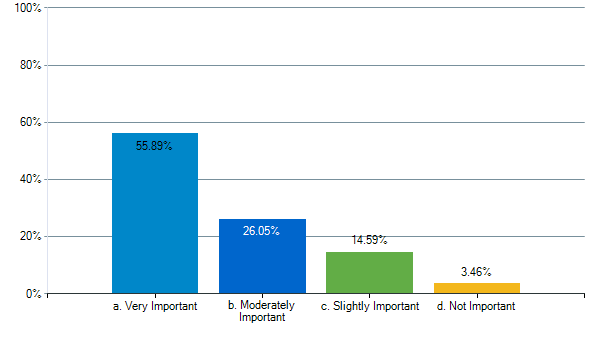 100%
80%
60%
40%
20%
0%
55.89%
26.05%
14.59%
3.46%
a. Very Important
b. Moderately
Important
c. Slightly Important
d. Not Important